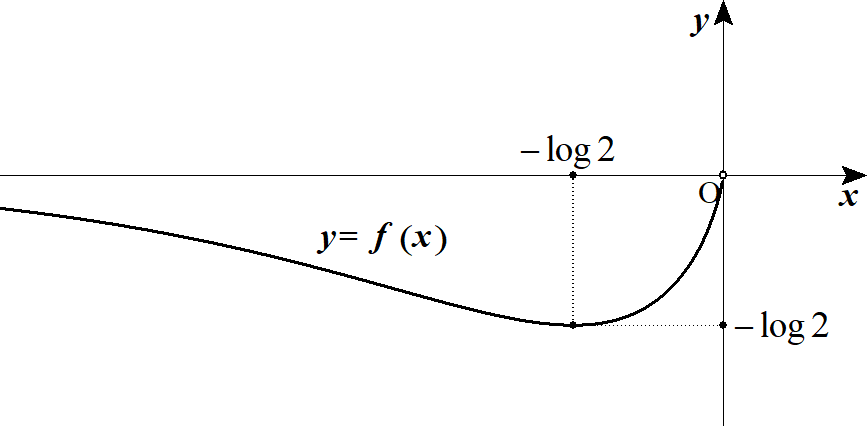 y
− log 2
O
x
y= f (x)
− log 2